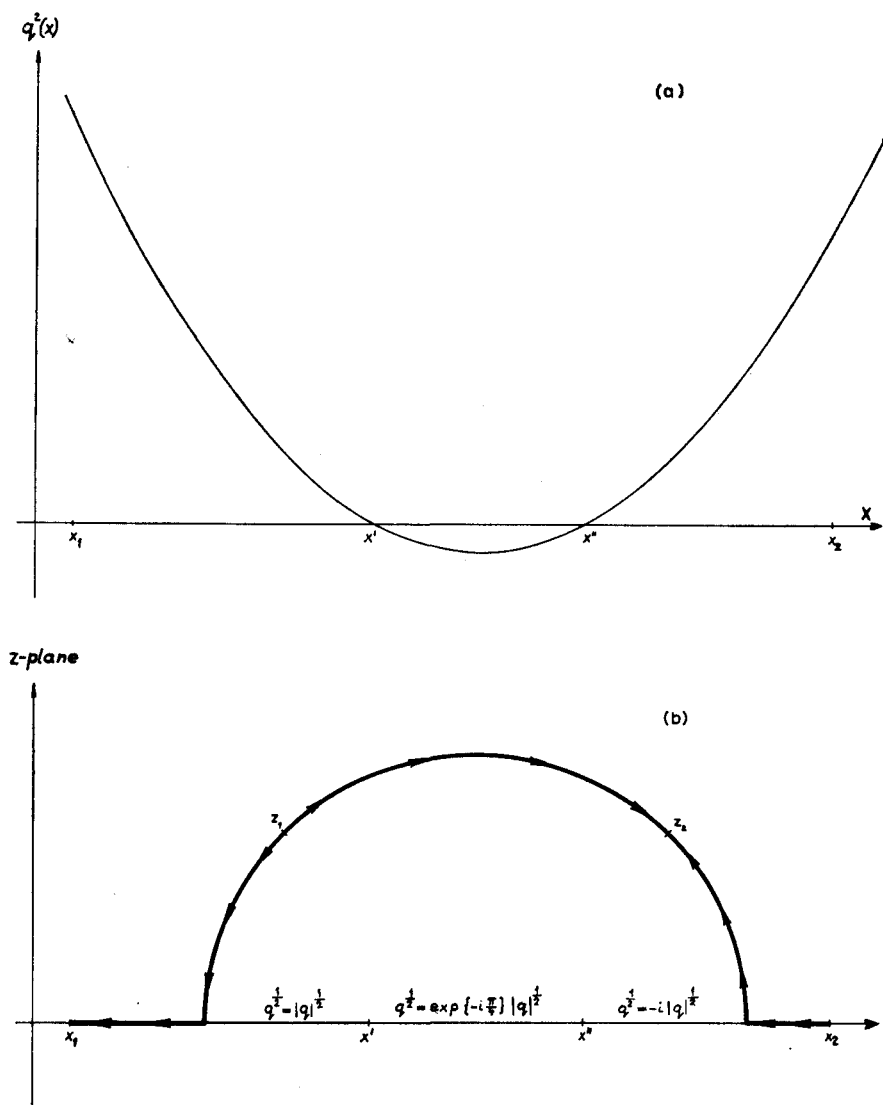 q²(x)
(a)
x₁ x' x'' x₂ X
z-plane
(b)
z₁ z₂
q^½=|q|^½ q^½=exp{-iπ/4}|q|^½ q^½=-i|q|^½
x₁ x' x'' x₂